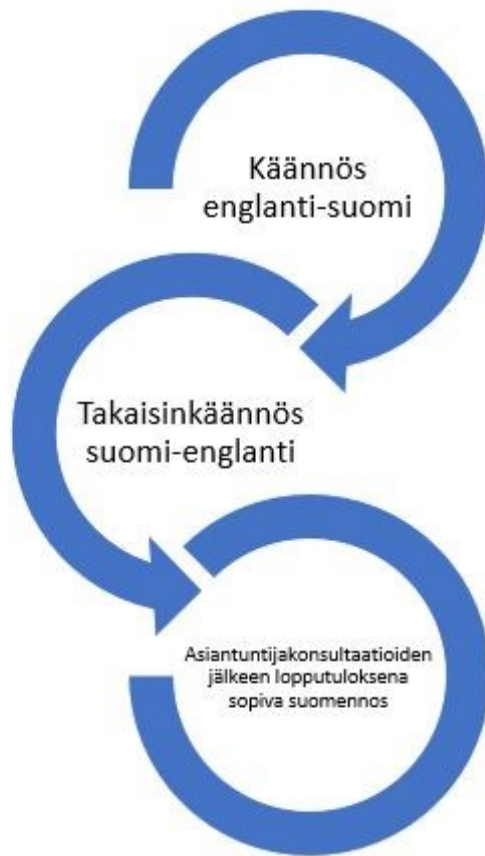 Käännös
englanti-suomi
Takaisinkäännös
suomi-englanti
Asiantuntijakonsultaatioiden
jälkeen lopputuloksena
sopiva suomennos